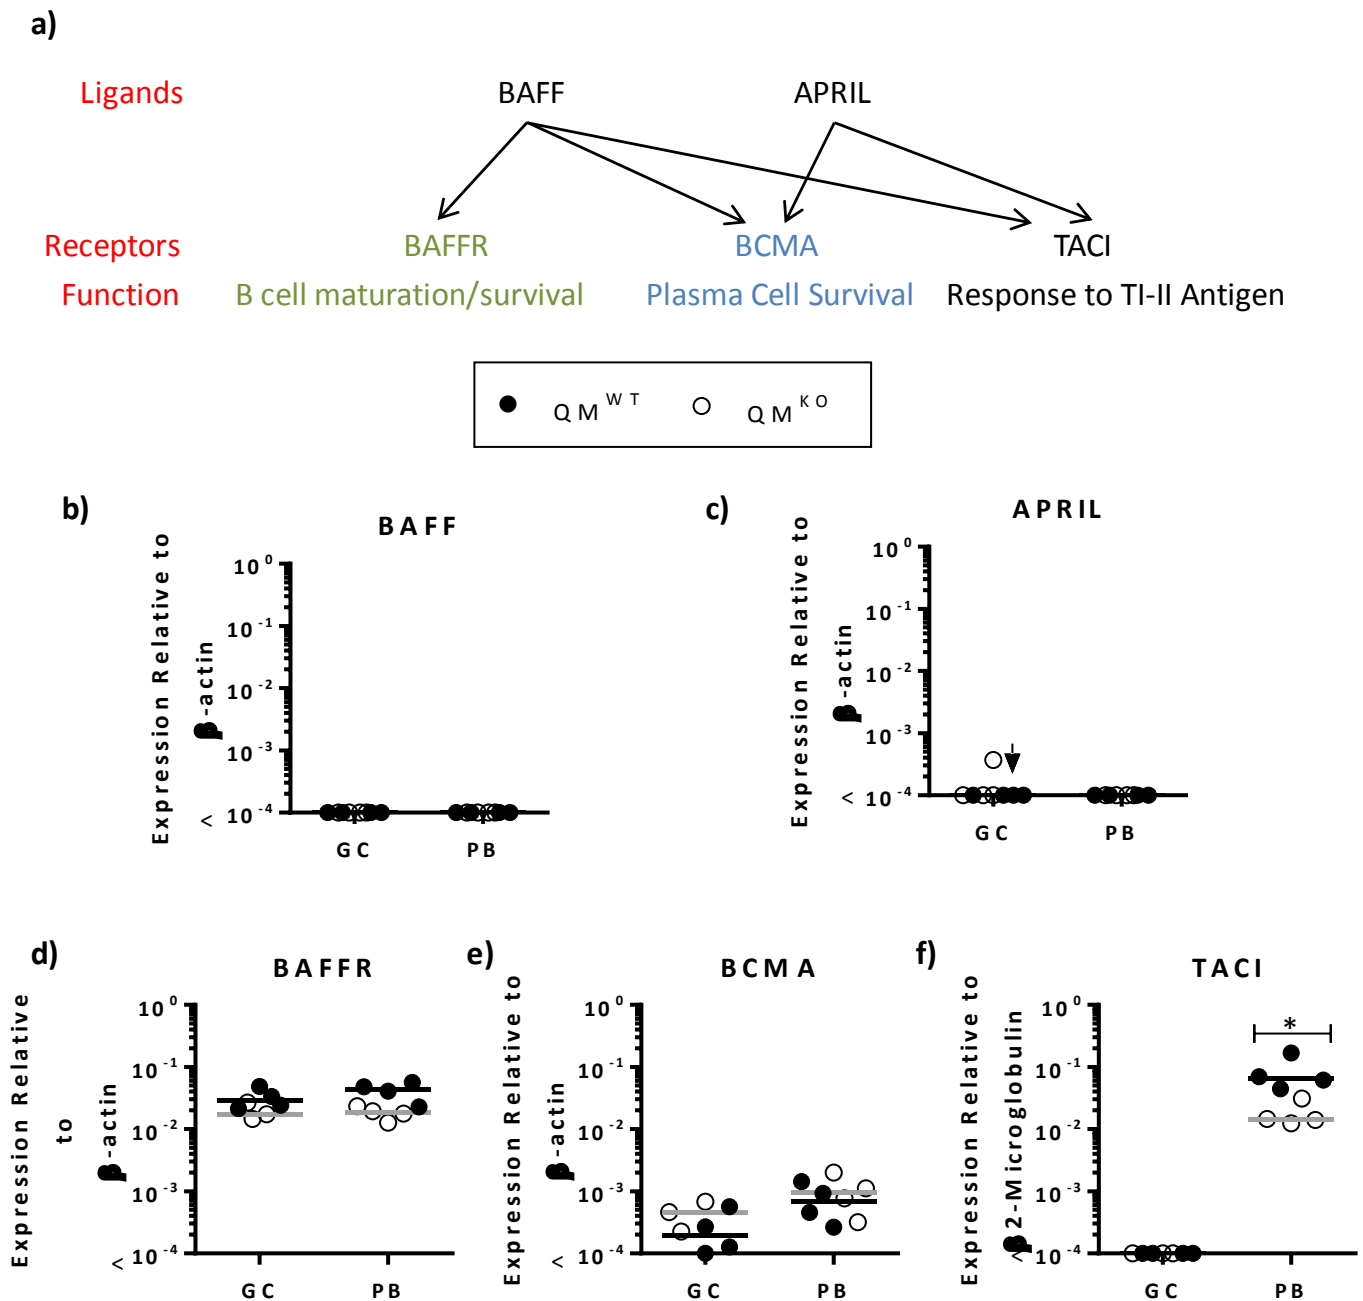 a)
Ligands BAFF APRIL
Receptors BAFFR BCMA TACI
Function B cell maturation/survival Plasma Cell Survival Response to TI-II Antigen
QM^WT QM^KO
b) BAFF
Expression Relative to
β-actin
10^0
10^-1
10^-2
10^-3
< 10^-4
GC PB
c) APRIL
Expression Relative to
β-actin
10^0
10^-1
10^-2
10^-3
< 10^-4
GC PB
d) BAFFR
Expression Relative
to
β-actin
10^0
10^-1
10^-2
10^-3
< 10^-4
GC PB
e) BCMA
Expression Relative to
β-actin
10^0
10^-1
10^-2
10^-3
< 10^-4
GC PB
f) TACI
Expression Relative to
β2-Microglobulin
10^0
10^-1
10^-2
10^-3
< 10^-4
*
GC PB